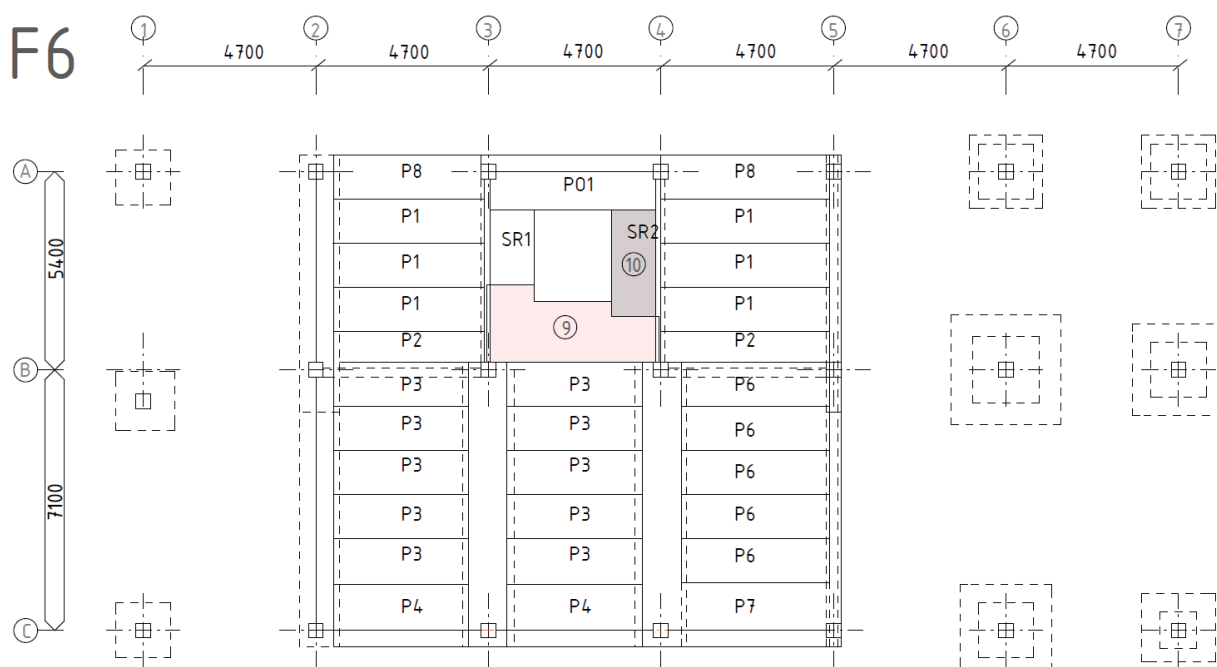 F6
1 2 3 4 5 6 7
4700 4700 4700 4700 4700 4700
A P8 P8
P01
P1 P1
SR1 SR2
5400 P1 10 P1
P1 9 P1
P2 P2
B
P3 P3 P6
P3 P3 P6
P3 P3 P6
7100 P3 P3 P6
P3 P3 P6
P4 P4 P7
C